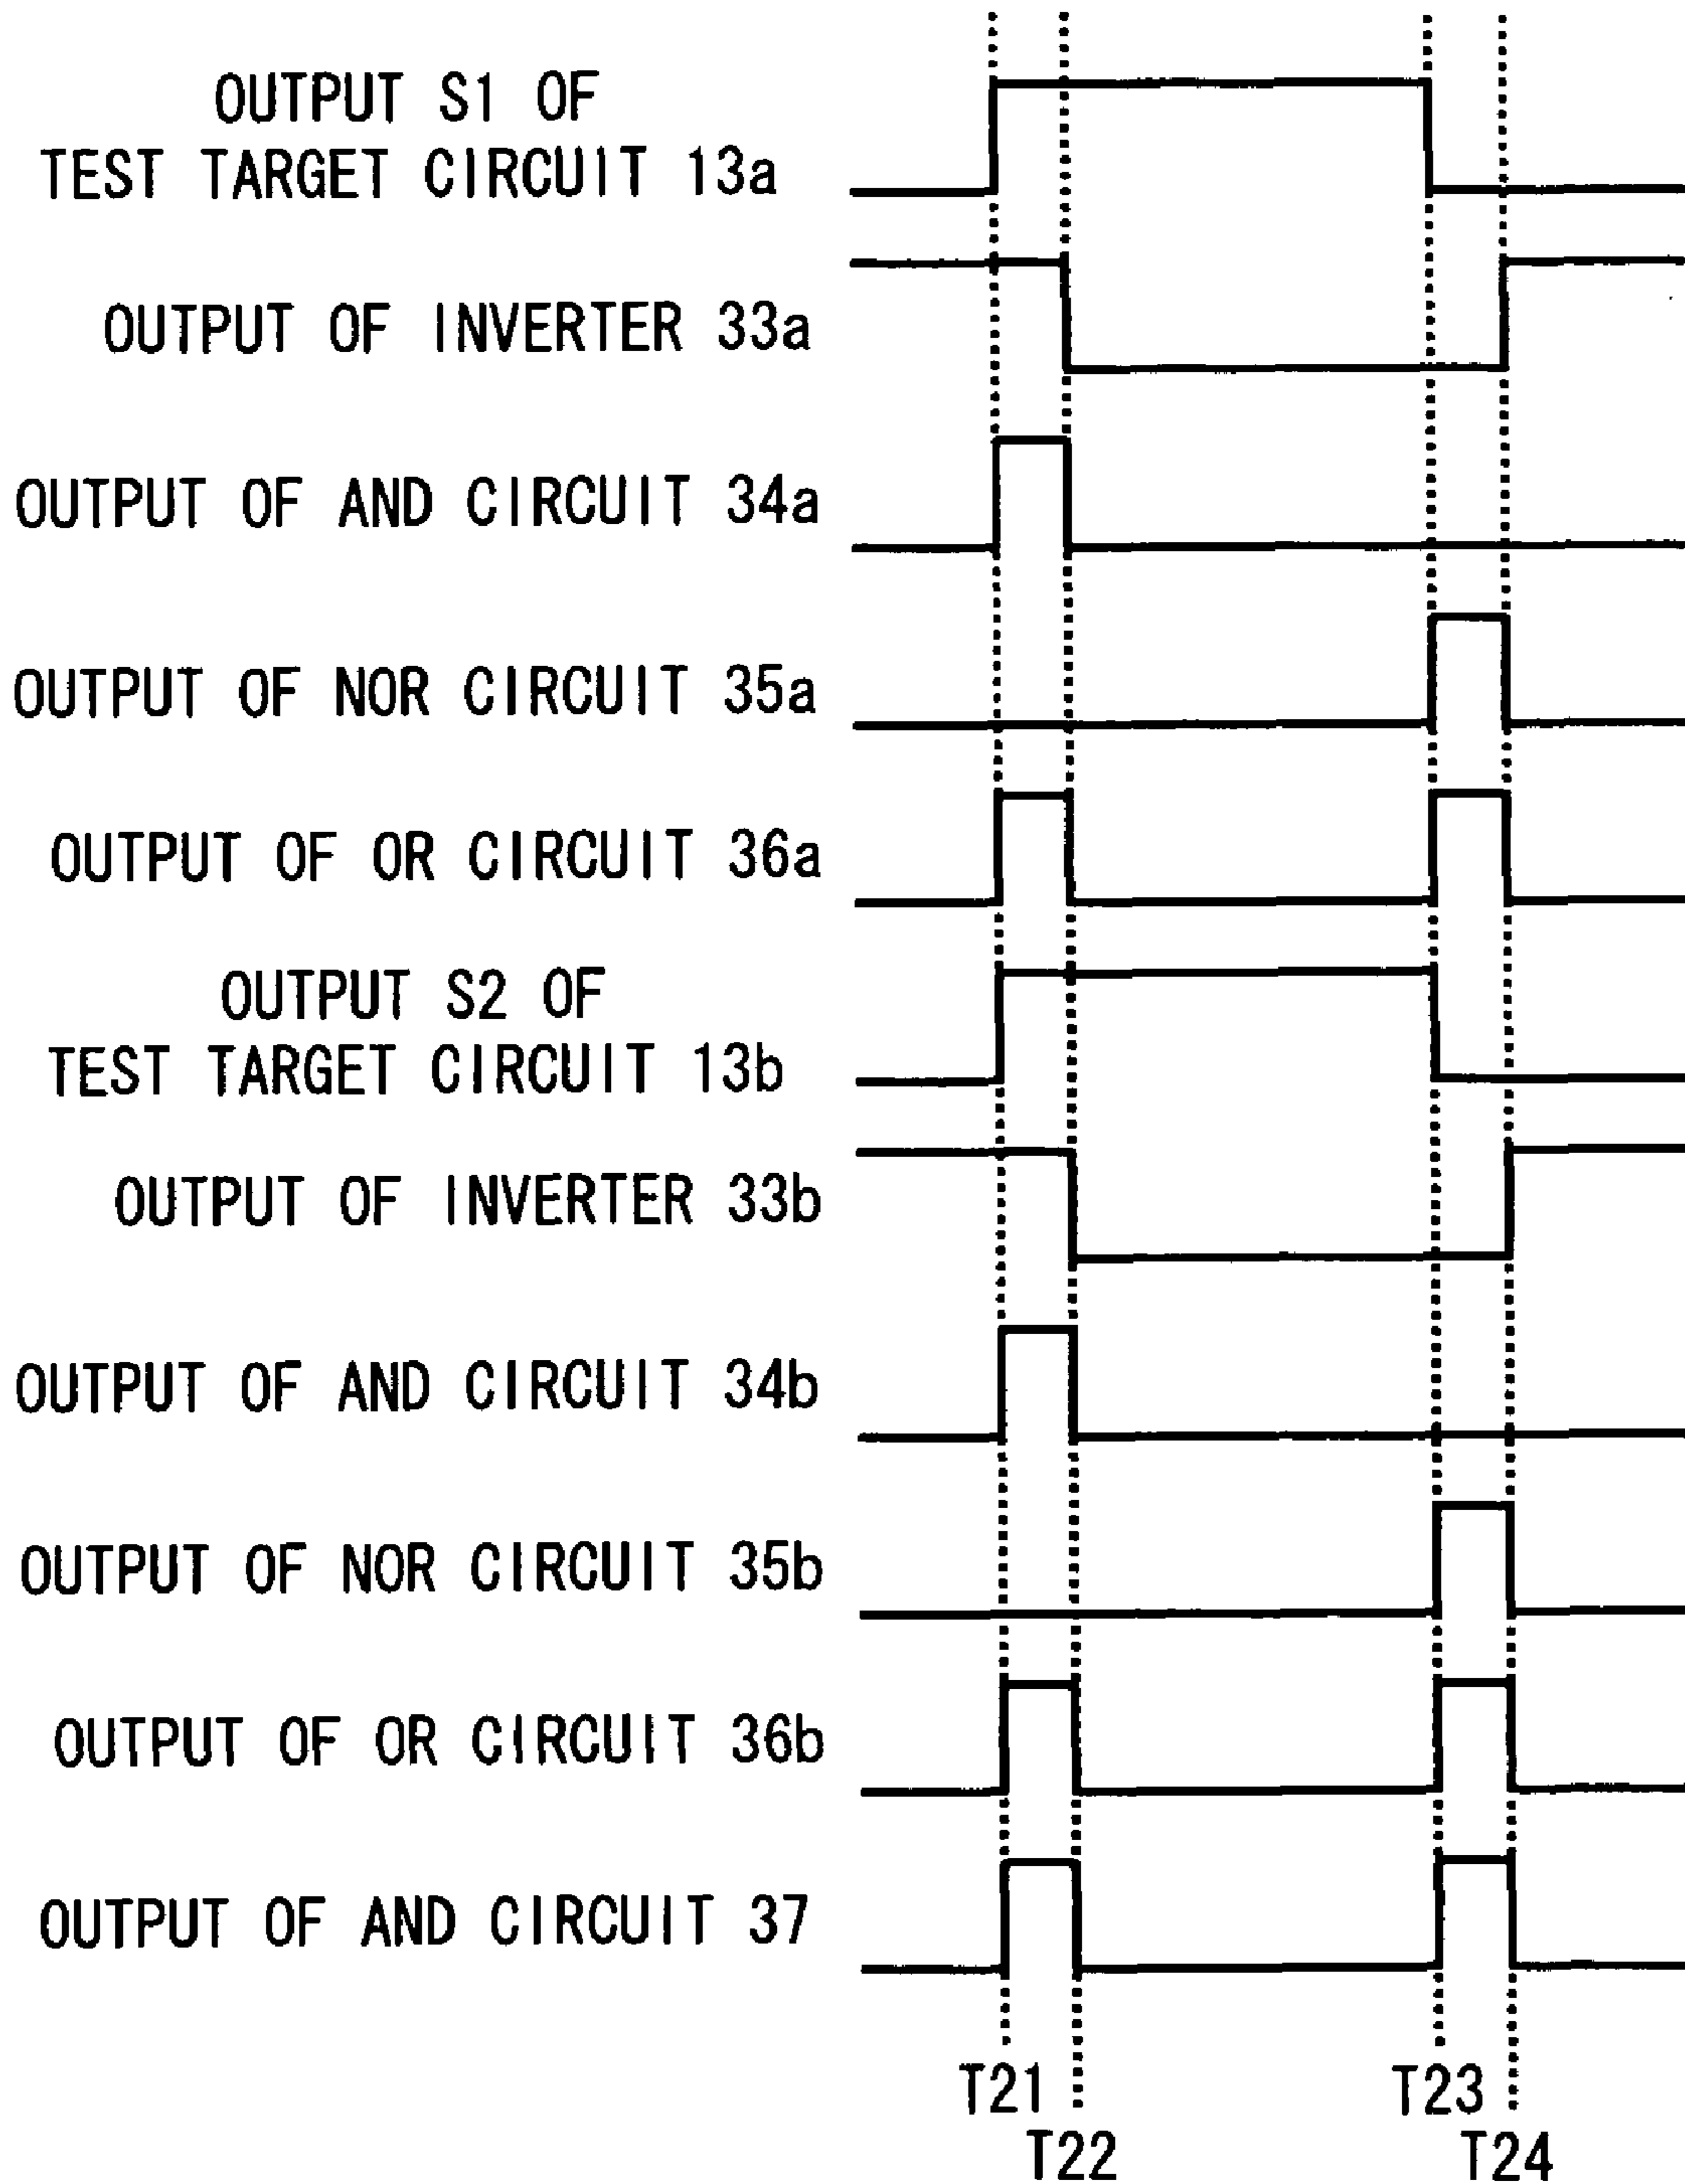 OUTPUT S1 OF
TEST TARGET CIRCUIT 13a
OUTPUT OF INVERTER 33a
OUTPUT OF AND CIRCUIT 34a
OUTPUT OF NOR CIRCUIT 35a
OUTPUT OF OR CIRCUIT 36a
OUTPUT S2 OF
TEST TARGET CIRCUIT 13b
OUTPUT OF INVERTER 33b
OUTPUT OF AND CIRCUIT 34b
OUTPUT OF NOR CIRCUIT 35b
OUTPUT OF OR CIRCUIT 36b
OUTPUT OF AND CIRCUIT 37
T21 T23
T22 T24